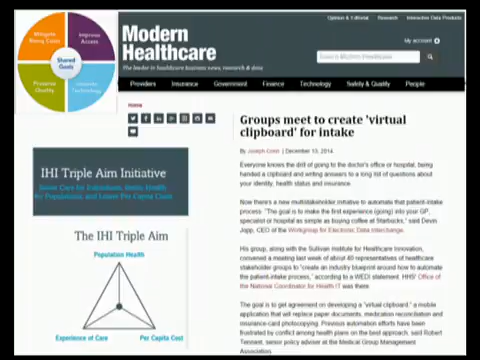 Mitigate
Rising Costs
Improve
Access
Shared
Goals
Preserve
Quality
Technology
Opinion & Editorial
Research
Interactive Data Products
Modern
Healthcare
The leader in healthcare business news, research & data
My account
Search Modern Healthcare
Providers
Insurance
Government
Finance
Technology
Safety & Quality
People
Home
Groups meet to create 'virtual
clipboard' for intake
By Joseph Conn | December 15, 2014
Everyone knows the drill of going to the doctor's office or hospital, being
handed a clipboard and writing answers to a long list of questions about
your identity, health status and insurance.
Now there's a new multistakeholder initiative to automate that patient-intake
process. "The goal is to make the first experience (going) into your GP,
specialist or hospital as simple as buying coffee at Starbucks," said Devin
Jopp, CEO of the Workgroup for Electronic Data Interchange.
His group, along with the Sullivan Institute for Healthcare Innovation,
convened a meeting last week of about 40 representatives of healthcare
stakeholder groups to "create an industry blueprint around how to automate
the patient-intake process," according to a WEDI statement. HHS' Office of
the National Coordinator for Health IT was there.
The goal is to get agreement on developing a "virtual clipboard," a mobile
application that will replace paper documents, medication reconciliation and
insurance-card photocopying. Previous automation efforts have been
frustrated by conflict among health plans on the best approach, said Robert
Tennant, senior policy adviser at the Medical Group Management
Association.
IHI Triple Aim Initiative
Better Care for Individuals, Better Health
for Populations, and Lower Per Capita Costs
The IHI Triple Aim
Population Health
Experience of Care
Per Capita Cost